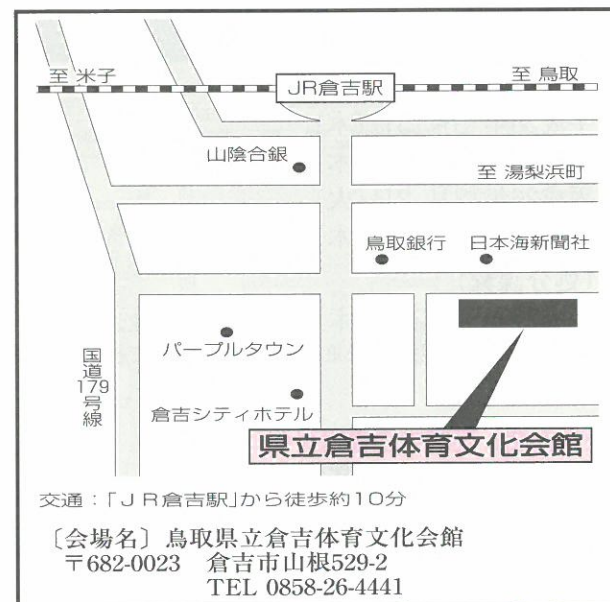 至 米子
JR倉吉駅
至 鳥取
山陰合銀
至 湯梨浜町
鳥取銀行
日本海新聞社
パープルタウン
国道179号線
倉吉シティホテル
県立倉吉体育文化会館
交通：「ＪＲ倉吉駅」から徒歩約10分
〔会場名〕鳥取県立倉吉体育文化会館
〒682-0023　倉吉市山根529-2
TEL 0858-26-4441